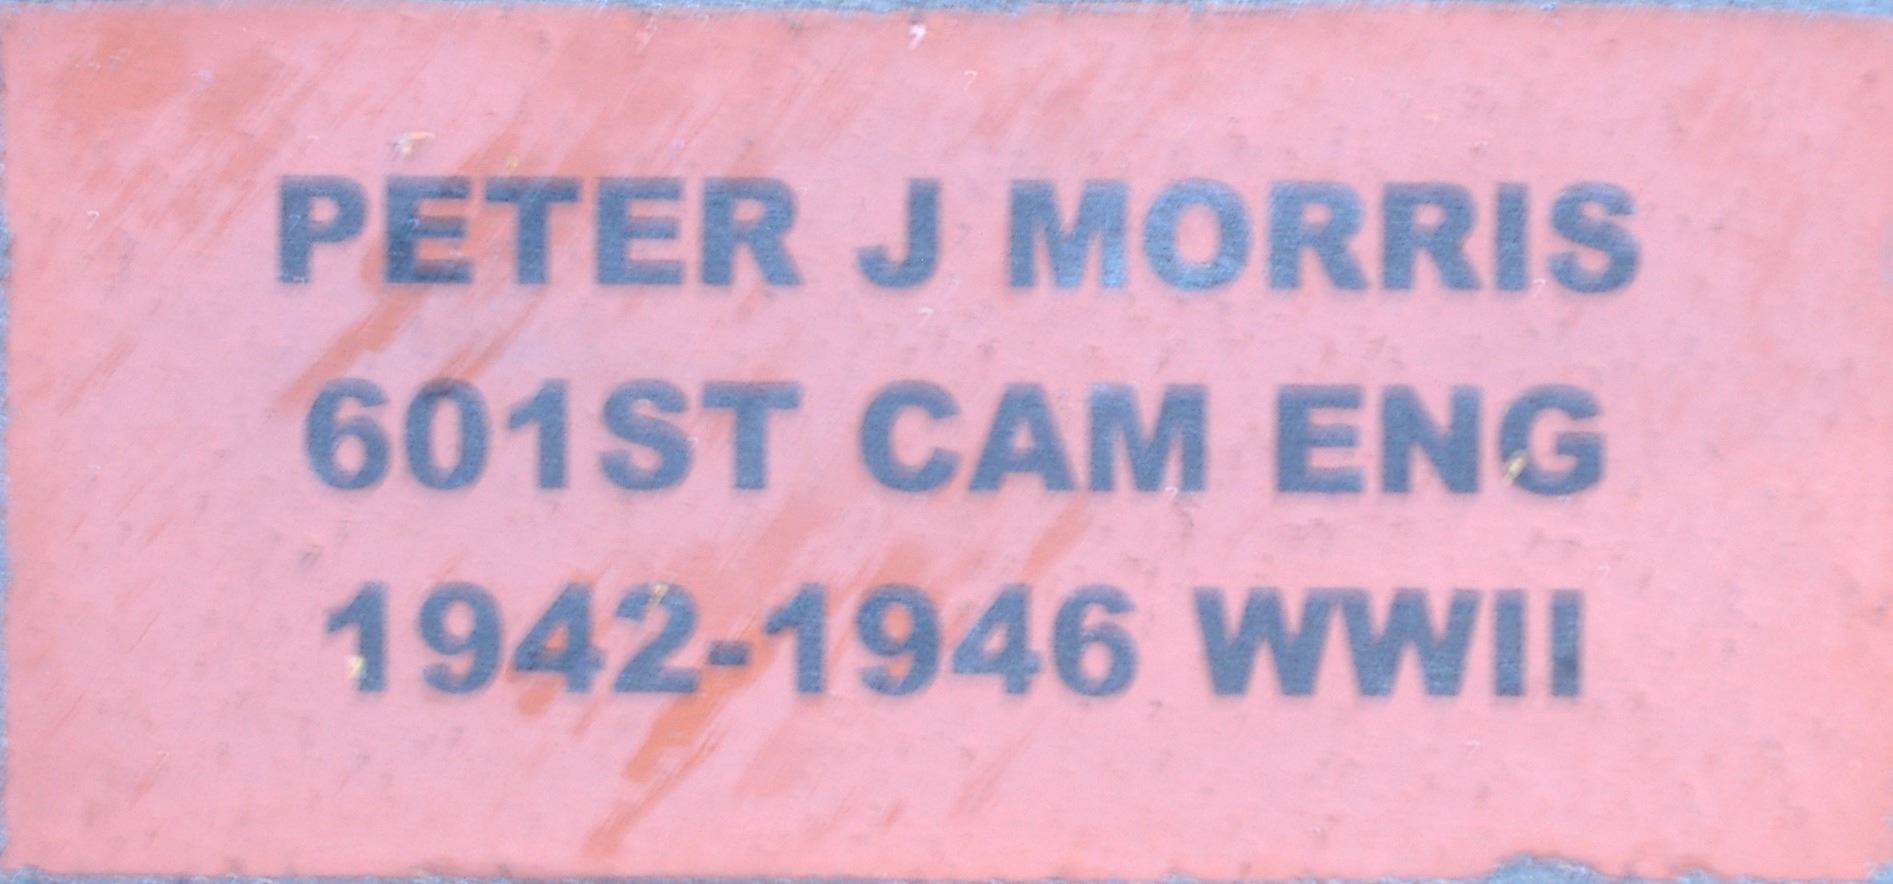 PETER J MORRIS
601ST CAM ENG
1942-1946 WWII